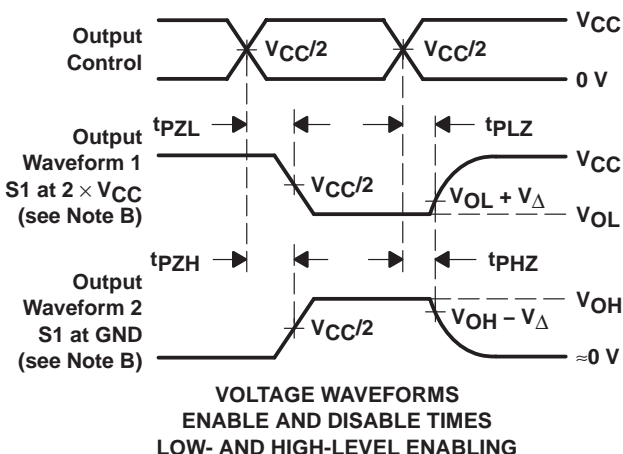 Output
Control
VCC/2
VCC/2
VCC
0 V
tPZL
tPLZ
Output
Waveform 1
S1 at 2 × VCC
(see Note B)
VCC/2
VOL + VΔ
VCC
VOL
tPZH
tPHZ
Output
Waveform 2
S1 at GND
(see Note B)
VCC/2
VOH − VΔ
VOH
≈0 V
VOLTAGE WAVEFORMS
ENABLE AND DISABLE TIMES
LOW- AND HIGH-LEVEL ENABLING